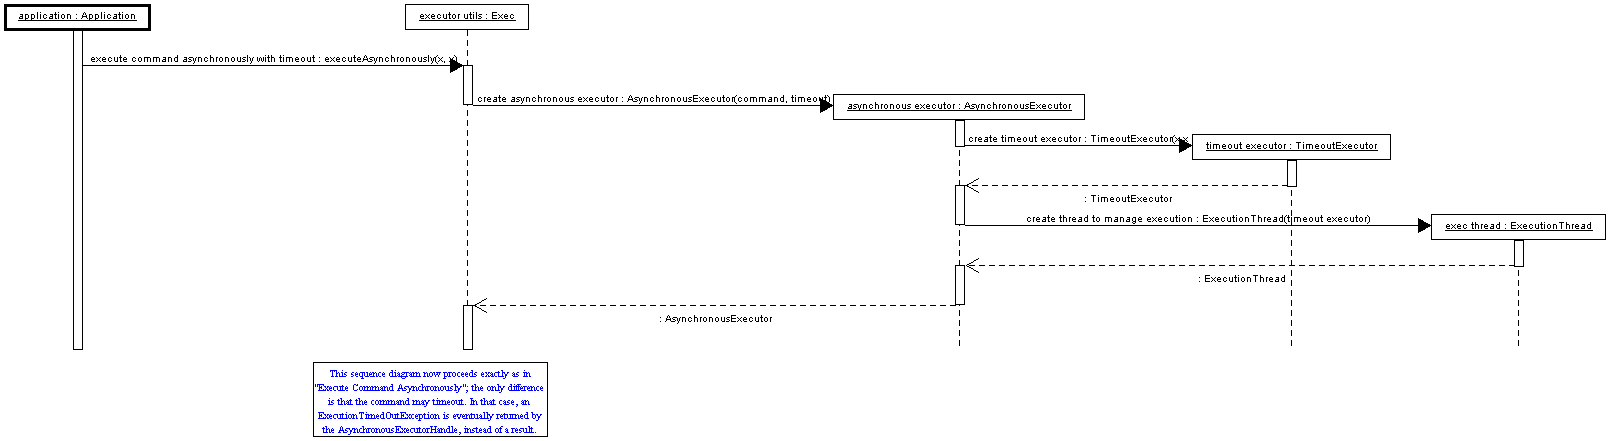 application : Application
executor utils : Exec
execute command asynchronously with timeout : executeAsynchronously(x, x)
create asynchronous executor : AsynchronousExecutor(command, timeout)
asynchronous executor : AsynchronousExecutor
create timeout executor : TimeoutExecutor(x,x
timeout executor : TimeoutExecutor
: TimeoutExecutor
create thread to manage execution : ExecutionThread(timeout executor)
exec thread : ExecutionThread
: ExecutionThread
: AsynchronousExecutor
This sequence diagram now proceeds exactly as in
"Execute Command Asynchronously"; the only difference
is that the command may timeout. In that case, an
ExecutionTimedOutException is eventually returned by
the AsynchronousExecutorHandle, instead of a result.